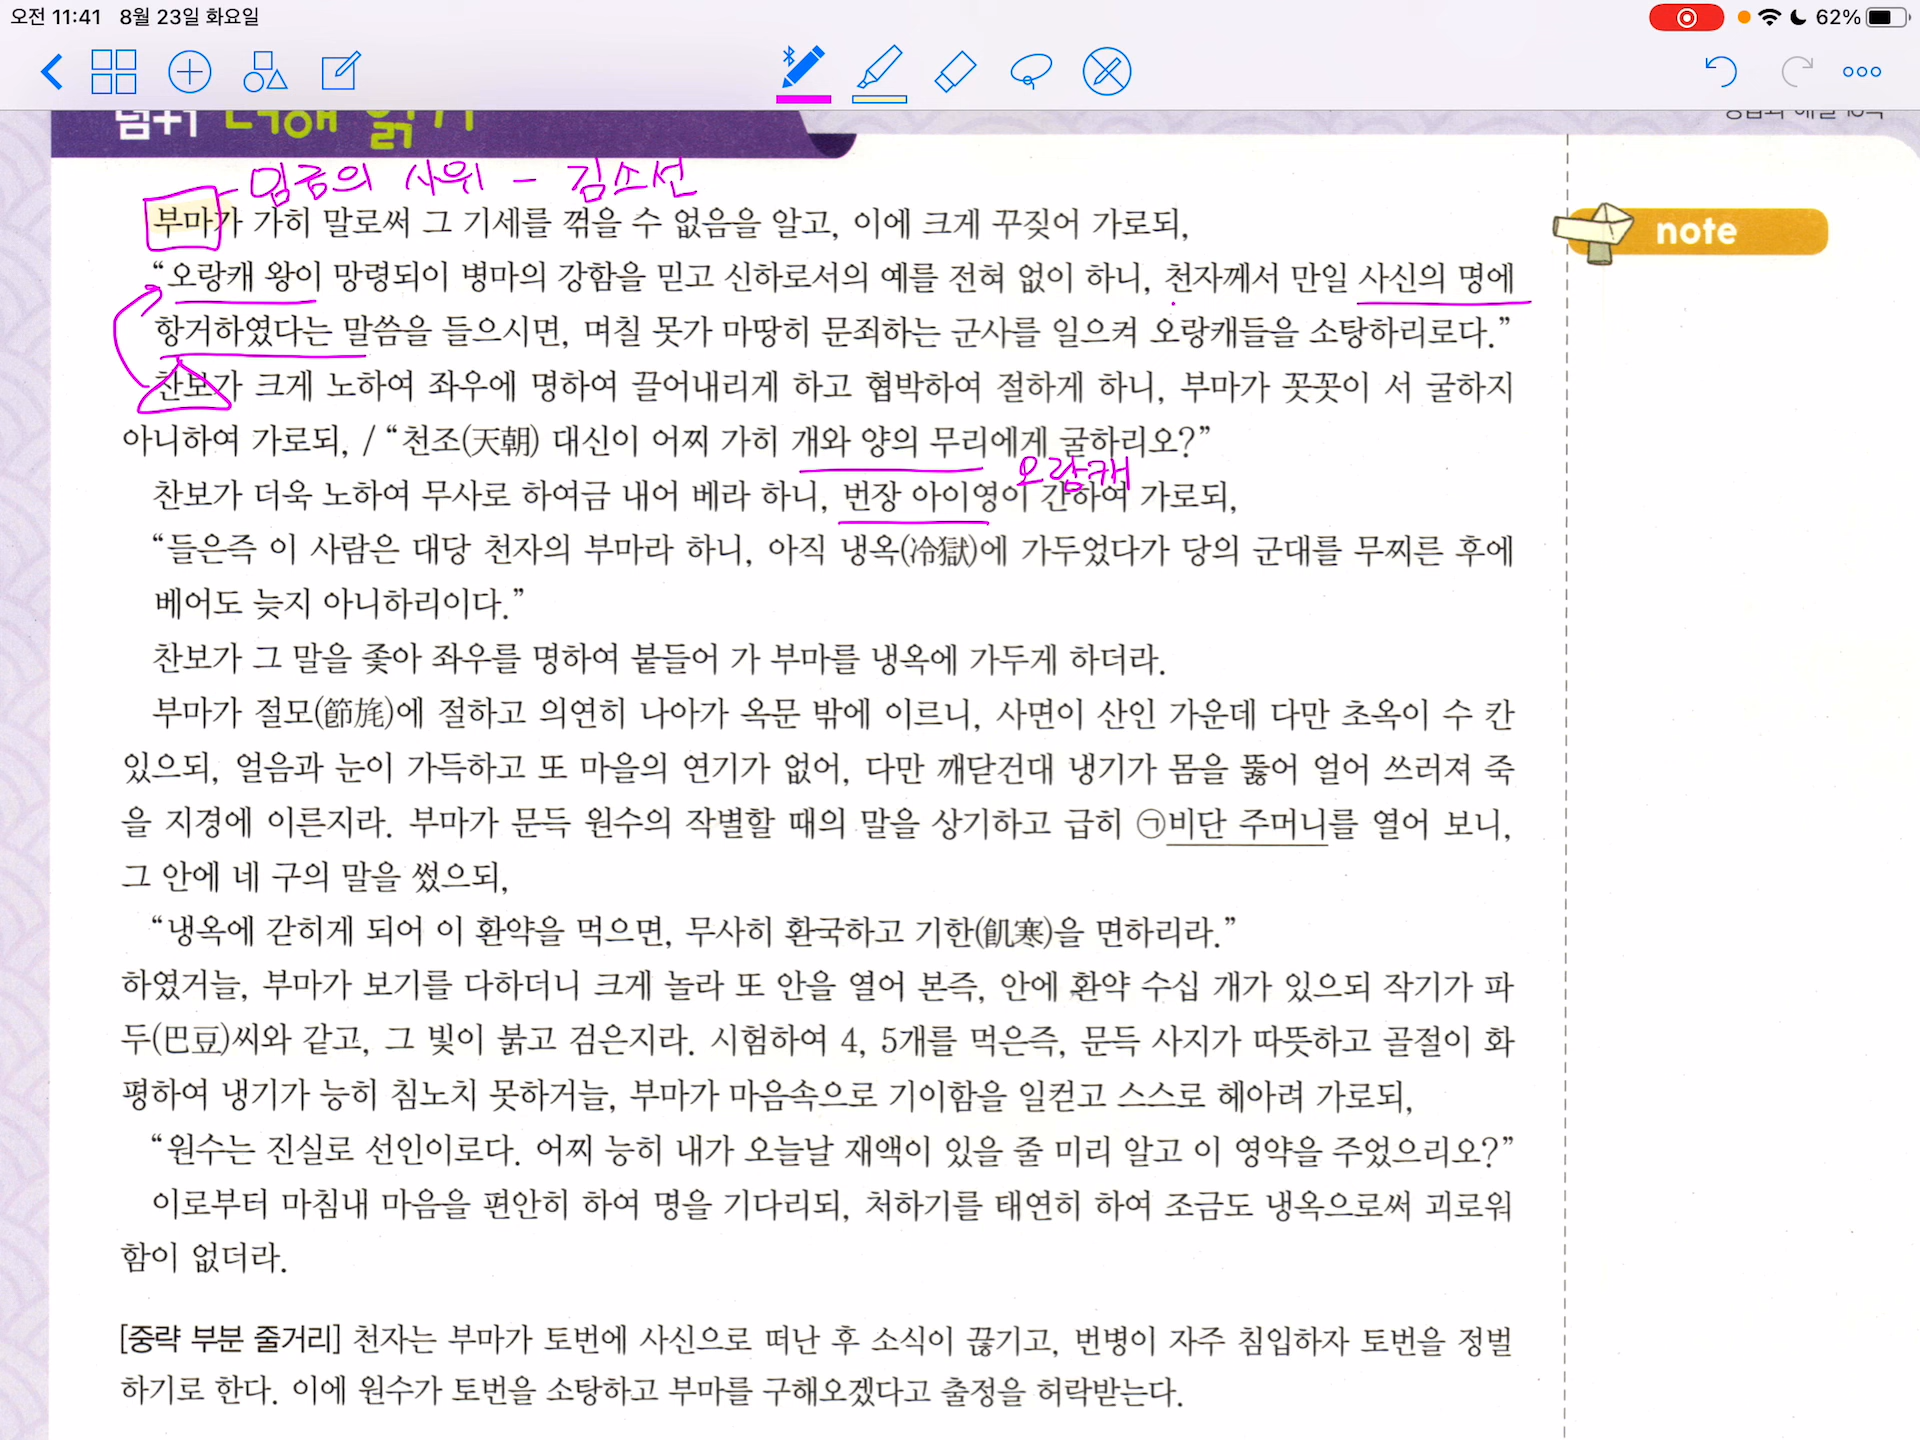 오전 11:41 8월 23일 화요일
62%
더해 읽기
임금의 사위 - 김소선
부마가 가히 말로써 그 기세를 꺾을 수 없음을 알고, 이에 크게 꾸짖어 가로되,
note
“오랑캐 왕이 망령되이 병마의 강함을 믿고 신하로서의 예를 전혀 없이 하니, 천자께서 만일 사신의 명에
항거하였다는 말씀을 들으시면, 며칠 못가 마땅히 문죄하는 군사를 일으켜 오랑캐들을 소탕하리로다.”
찬보가 크게 노하여 좌우에 명하여 끌어내리게 하고 협박하여 절하게 하니, 부마가 꼿꼿이 서 굴하지
아니하여 가로되, / “천조(天朝) 대신이 어찌 가히 개와 양의 무리에게 굴하리오?”
오랑캐
찬보가 더욱 노하여 무사로 하여금 내어 베라 하니, 번장 아이영이 간하여 가로되,
“들은즉 이 사람은 대당 천자의 부마라 하니, 아직 냉옥(冷獄)에 가두었다가 당의 군대를 무찌른 후에
베어도 늦지 아니하리이다.”
찬보가 그 말을 좇아 좌우를 명하여 붙들어 가 부마를 냉옥에 가두게 하더라.
부마가 절모(節旄)에 절하고 의연히 나아가 옥문 밖에 이르니, 사면이 산인 가운데 다만 초옥이 수 칸
있으되, 얼음과 눈이 가득하고 또 마을의 연기가 없어, 다만 깨닫건대 냉기가 몸을 뚫어 얼어 쓰러져 죽
을 지경에 이른지라. 부마가 문득 원수의 작별할 때의 말을 상기하고 급히 ㉠비단 주머니를 열어 보니,
그 안에 네 구의 말을 썼으되,
“냉옥에 갇히게 되어 이 환약을 먹으면, 무사히 환국하고 기한(飢寒)을 면하리라.”
하였거늘, 부마가 보기를 다하더니 크게 놀라 또 안을 열어 본즉, 안에 환약 수십 개가 있으되 작기가 파
두(巴豆)씨와 같고, 그 빛이 붉고 검은지라. 시험하여 4, 5개를 먹은즉, 문득 사지가 따뜻하고 골절이 화
평하여 냉기가 능히 침노치 못하거늘, 부마가 마음속으로 기이함을 일컫고 스스로 헤아려 가로되,
“원수는 진실로 선인이로다. 어찌 능히 내가 오늘날 재액이 있을 줄 미리 알고 이 영약을 주었으리오?”
이로부터 마침내 마음을 편안히 하여 명을 기다리되, 처하기를 태연히 하여 조금도 냉옥으로써 괴로워
함이 없더라.
[중략 부분 줄거리] 천자는 부마가 토번에 사신으로 떠난 후 소식이 끊기고, 번병이 자주 침입하자 토번을 정벌
하기로 한다. 이에 원수가 토번을 소탕하고 부마를 구해오겠다고 출정을 허락받는다.